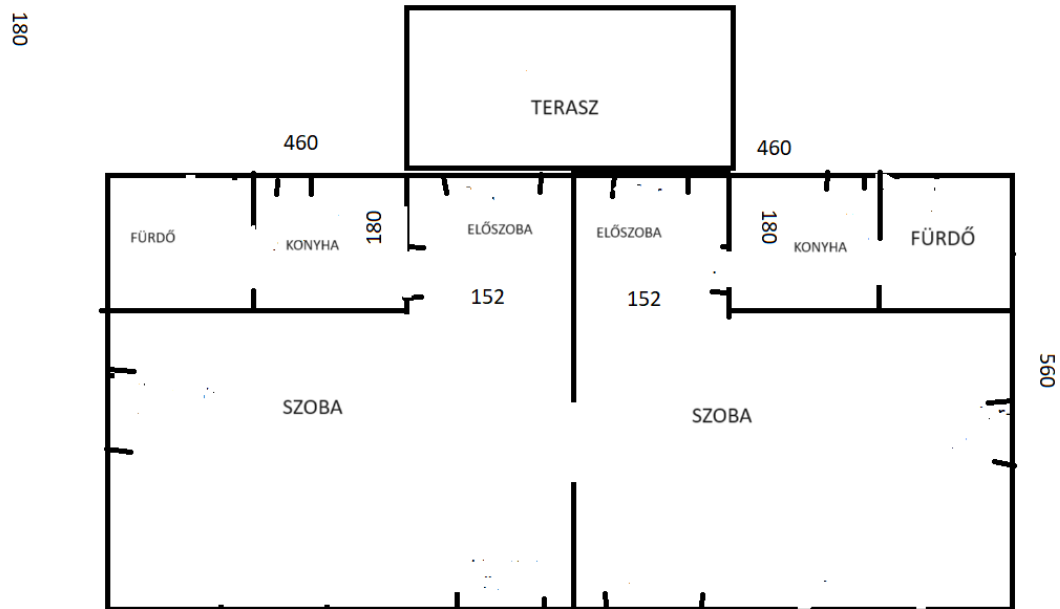 180
TERASZ
460
460
FÜRDŐ
KONYHA
180
ELŐSZOBA
ELŐSZOBA
180
KONYHA
FÜRDŐ
152
152
560
SZOBA
SZOBA